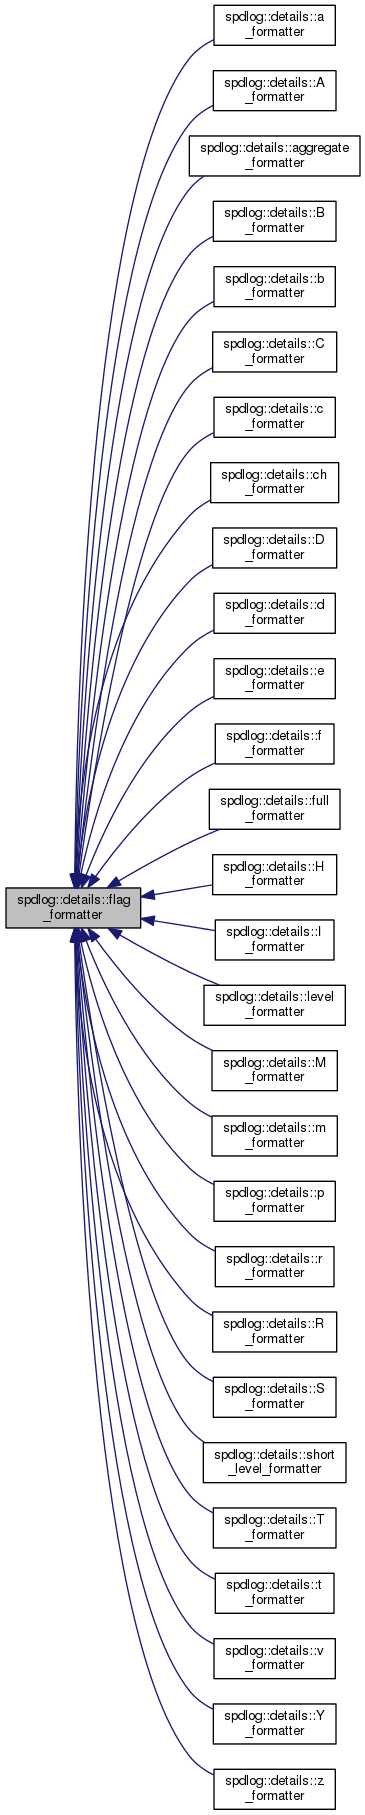 spdlog::details::a
_formatter
spdlog::details::A
_formatter
spdlog::details::aggregate
_formatter
spdlog::details::B
_formatter
spdlog::details::b
_formatter
spdlog::details::C
_formatter
spdlog::details::c
_formatter
spdlog::details::ch
_formatter
spdlog::details::D
_formatter
spdlog::details::d
_formatter
spdlog::details::e
_formatter
spdlog::details::f
_formatter
spdlog::details::full
_formatter
spdlog::details::flag
_formatter
spdlog::details::H
_formatter
spdlog::details::I
_formatter
spdlog::details::level
_formatter
spdlog::details::M
_formatter
spdlog::details::m
_formatter
spdlog::details::p
_formatter
spdlog::details::r
_formatter
spdlog::details::R
_formatter
spdlog::details::S
_formatter
spdlog::details::short
_level_formatter
spdlog::details::T
_formatter
spdlog::details::t
_formatter
spdlog::details::v
_formatter
spdlog::details::Y
_formatter
spdlog::details::z
_formatter